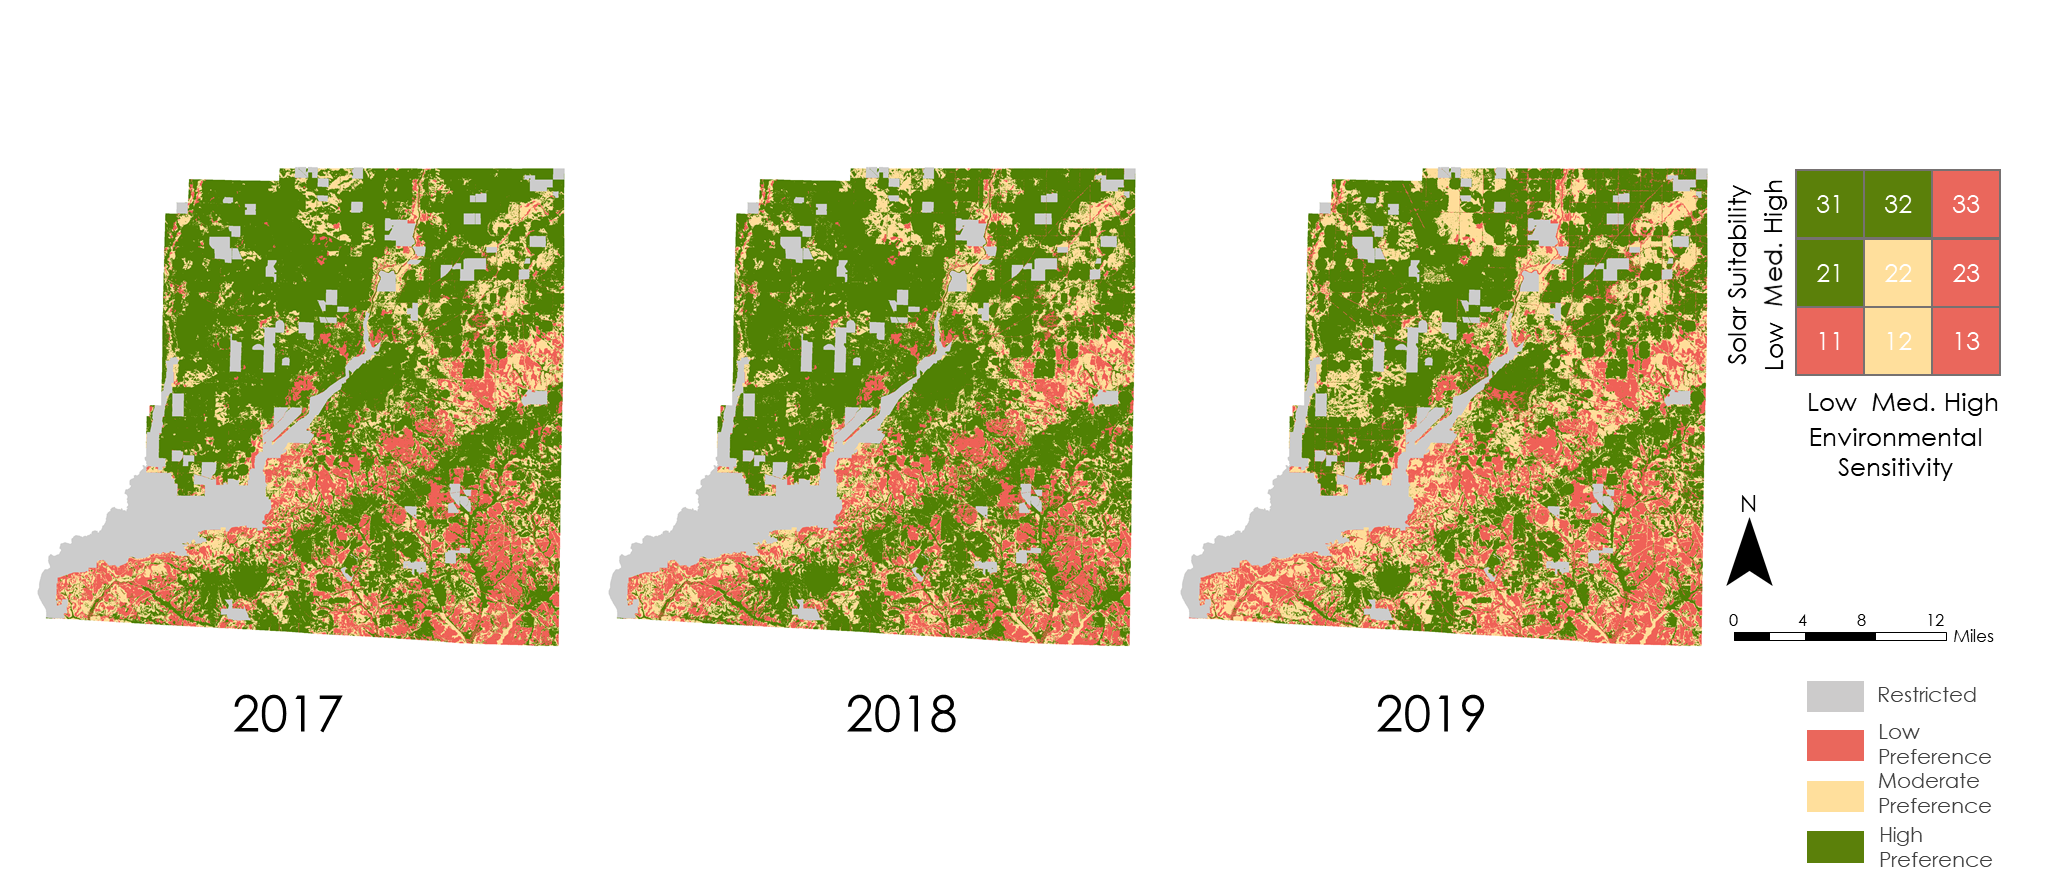 2017
2018
2019
Solar Suitability
Low Med. High
31 32 33
21 22 23
11 12 13
Low Med. High
Environmental
Sensitivity
N
0 4 8 12
Miles
Restricted
Low
Preference
Moderate
Preference
High
Preference